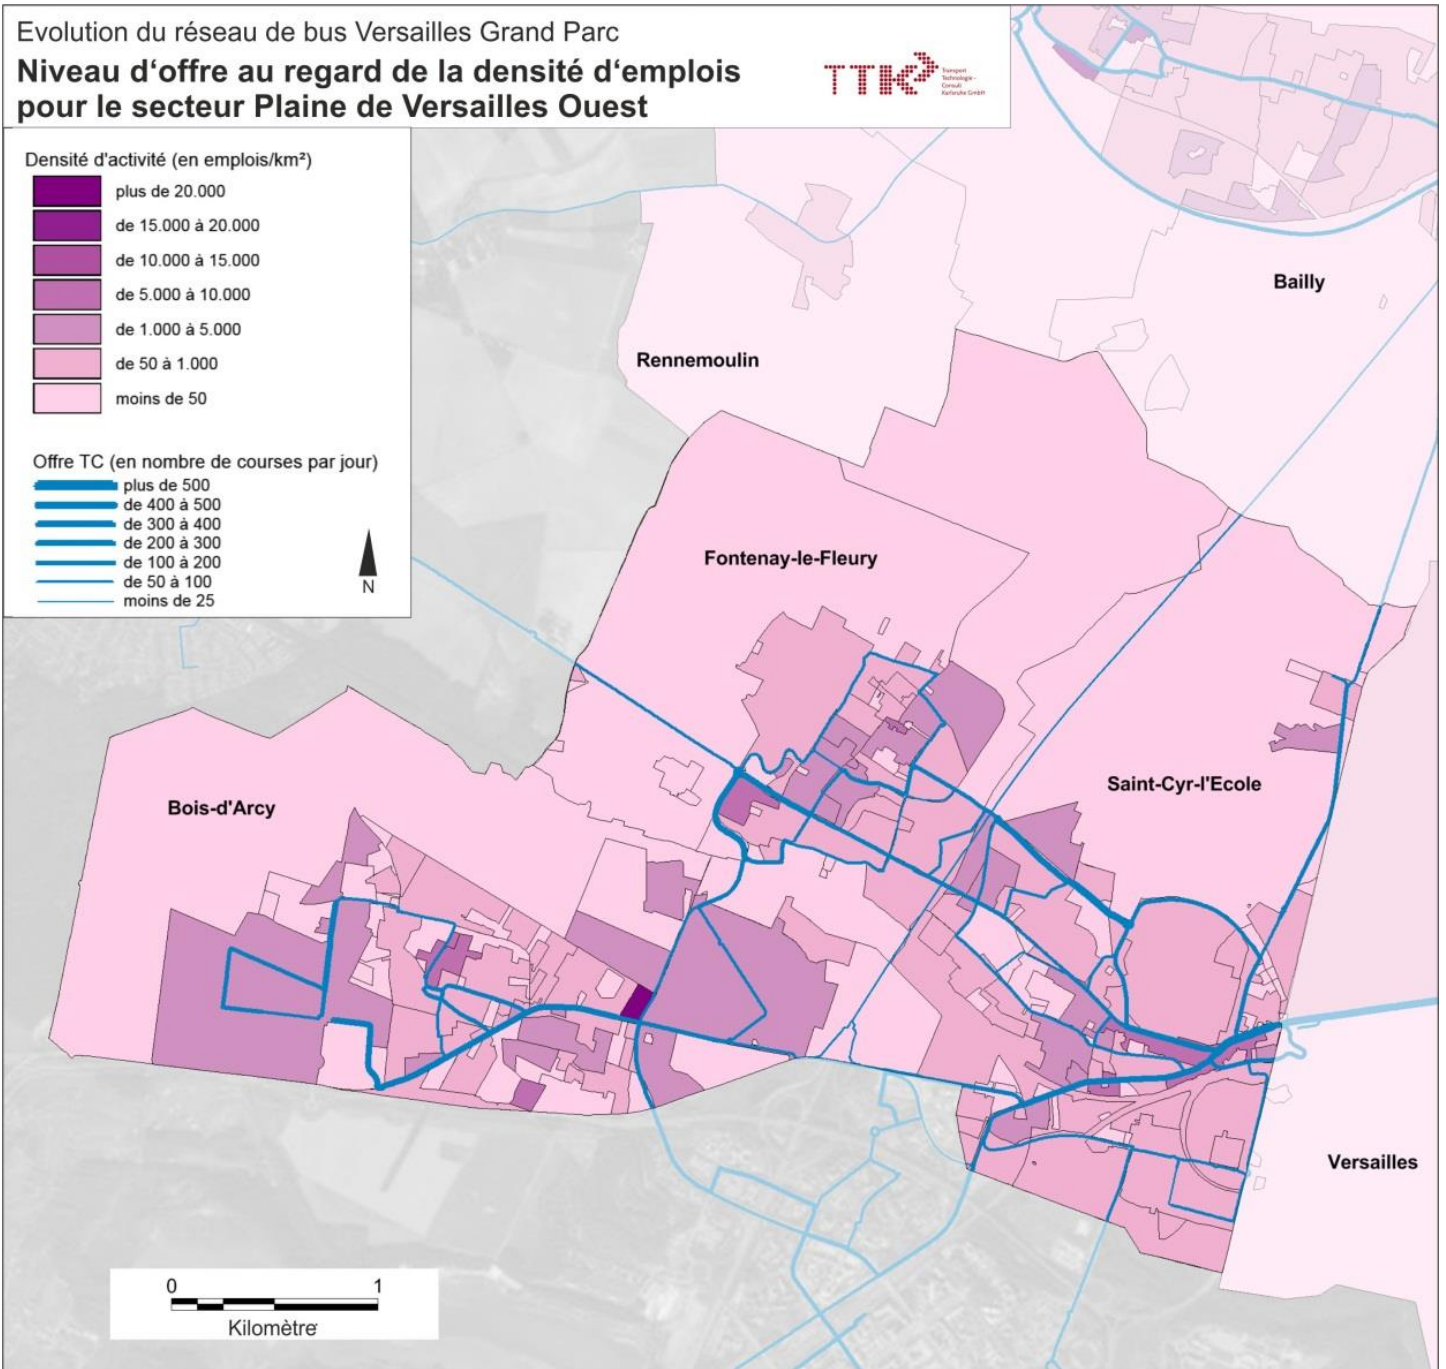 Evolution du réseau de bus Versailles Grand Parc
Niveau d‘offre au regard de la densité d‘emplois
pour le secteur Plaine de Versailles Ouest
TTK
Transport
Technologie -
Consult
Karlsruhe GmbH
Densité d'activité (en emplois/km²)
plus de 20.000
de 15.000 à 20.000
de 10.000 à 15.000
de 5.000 à 10.000
de 1.000 à 5.000
de 50 à 1.000
moins de 50
Offre TC (en nombre de courses par jour)
plus de 500
de 400 à 500
de 300 à 400
de 200 à 300
de 100 à 200
de 50 à 100
moins de 25
N
Bailly
Rennemoulin
Fontenay-le-Fleury
Saint-Cyr-l'Ecole
Bois-d'Arcy
Versailles
0 1
Kilomètre